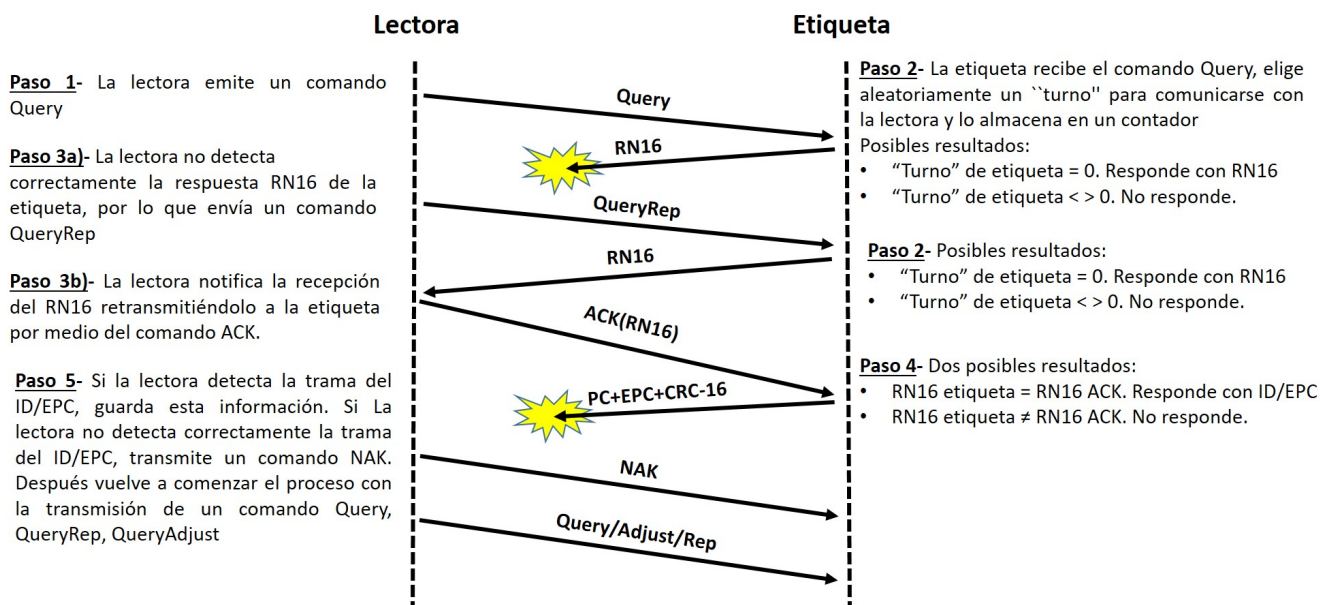 Lectora
Etiqueta
Paso 1- La lectora emite un comando
Query
Paso 3a)- La lectora no detecta
correctamente la respuesta RN16 de la
etiqueta, por lo que envía un comando
QueryRep
Paso 3b)- La lectora notifica la recepción
del RN16 retransmitiéndolo a la etiqueta
por medio del comando ACK.
Paso 5- Si la lectora detecta la trama del
ID/EPC, guarda esta información. Si La
lectora no detecta correctamente la trama
del ID/EPC, transmite un comando NAK.
Después vuelve a comenzar el proceso con
la transmisión de un comando Query,
QueryRep, QueryAdjust
Query
RN16
QueryRep
RN16
ACK(RN16)
PC+EPC+CRC-16
NAK
Query/Adjust/Rep
Paso 2- La etiqueta recibe el comando Query, elige
aleatoriamente un ``turno'' para comunicarse con
la lectora y lo almacena en un contador
Posibles resultados:
• “Turno” de etiqueta = 0. Responde con RN16
• “Turno” de etiqueta < > 0. No responde.
Paso 2- Posibles resultados:
• “Turno” de etiqueta = 0. Responde con RN16
• “Turno” de etiqueta < > 0. No responde.
Paso 4- Dos posibles resultados:
• RN16 etiqueta = RN16 ACK. Responde con ID/EPC
• RN16 etiqueta ≠ RN16 ACK. No responde.